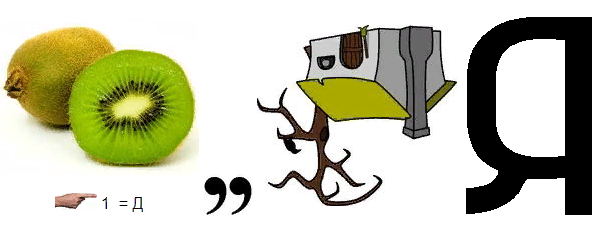 1 = Д
,,
Я